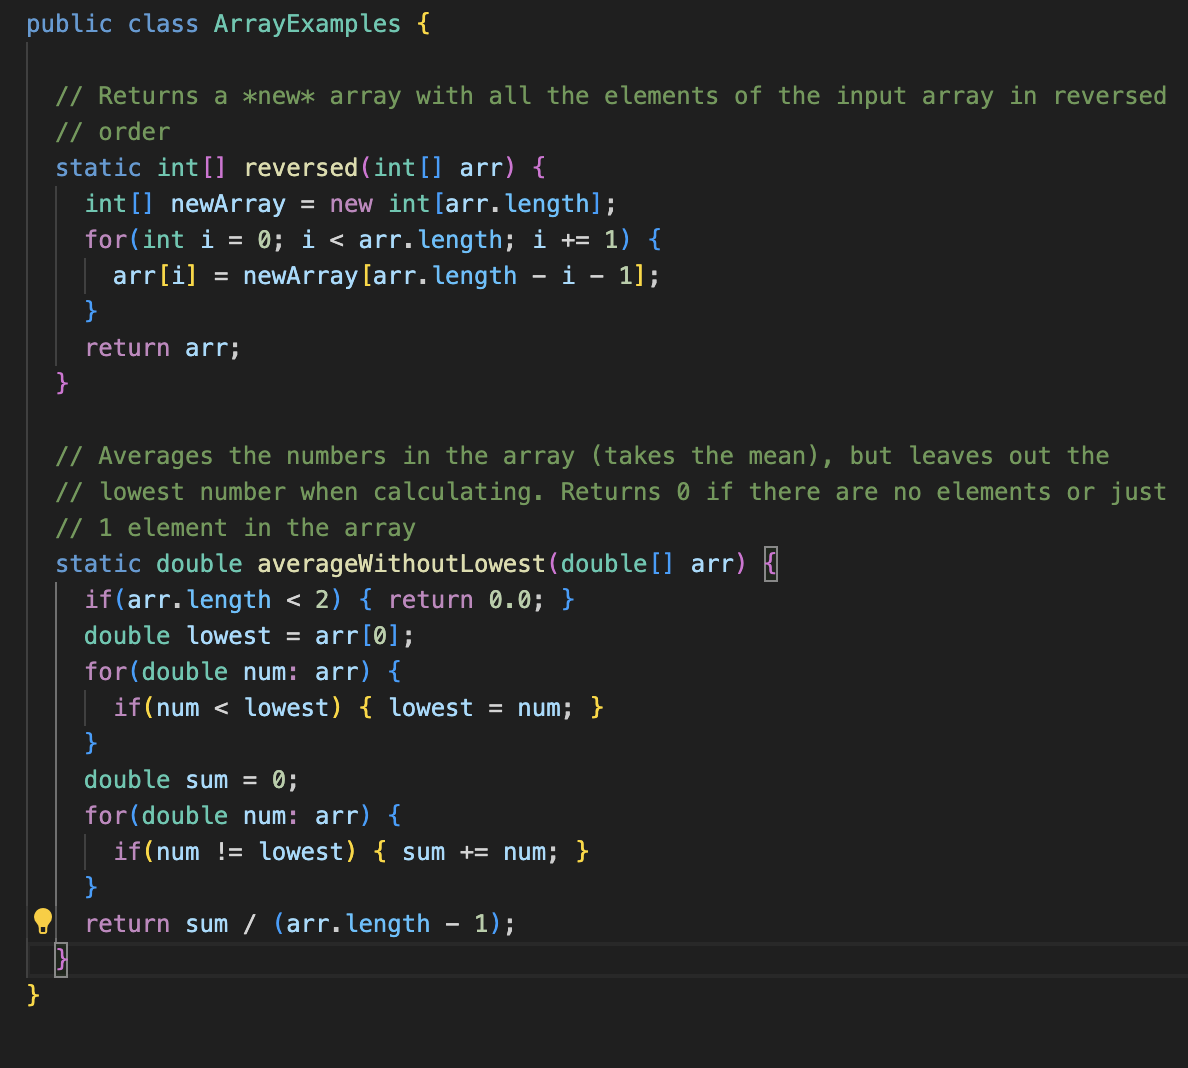 public class ArrayExamples {
// Returns a *new* array with all the elements of the input array in reversed
// order
static int[] reversed(int[] arr) {
int[] newArray = new int[arr.length];
for(int i = 0; i < arr.length; i += 1) {
arr[i] = newArray[arr.length - i - 1];
}
return arr;
}
// Averages the numbers in the array (takes the mean), but leaves out the
// lowest number when calculating. Returns 0 if there are no elements or just
// 1 element in the array
static double averageWithoutLowest(double[] arr) {
if(arr.length < 2) { return 0.0; }
double lowest = arr[0];
for(double num: arr) {
if(num < lowest) { lowest = num; }
}
double sum = 0;
for(double num: arr) {
if(num != lowest) { sum += num; }
}
return sum / (arr.length - 1);
}
}